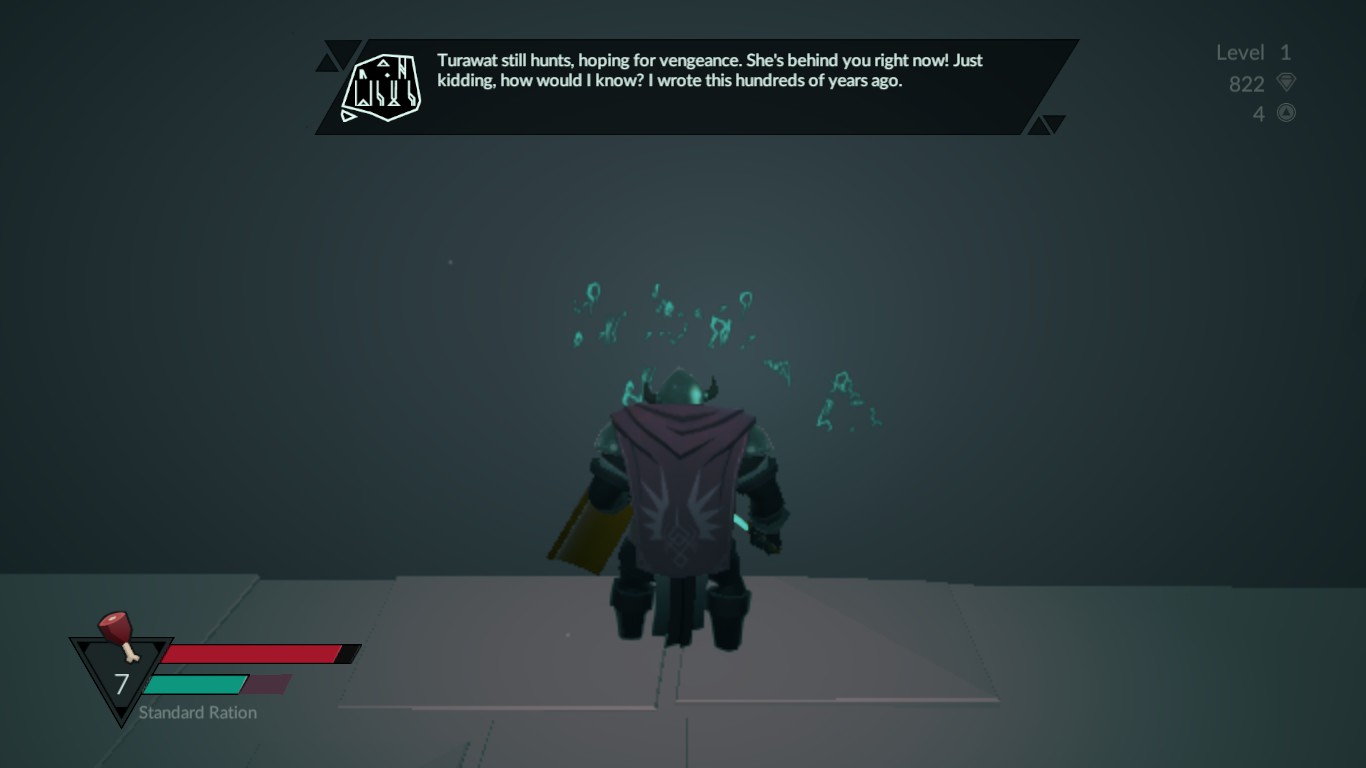 Turawat still hunts, hoping for vengeance. She's behind you right now! Just
kidding, how would I know? I wrote this hundreds of years ago.
Level 1
822
4
7
Standard Ration